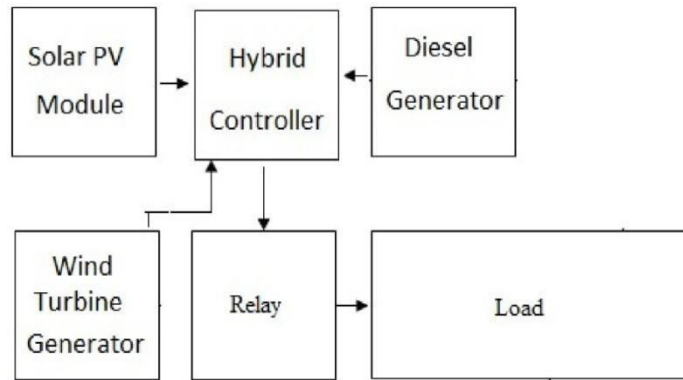 Solar PV
Module
Hybrid
Controller
Diesel
Generator
Wind
Turbine
Generator
Relay
Load